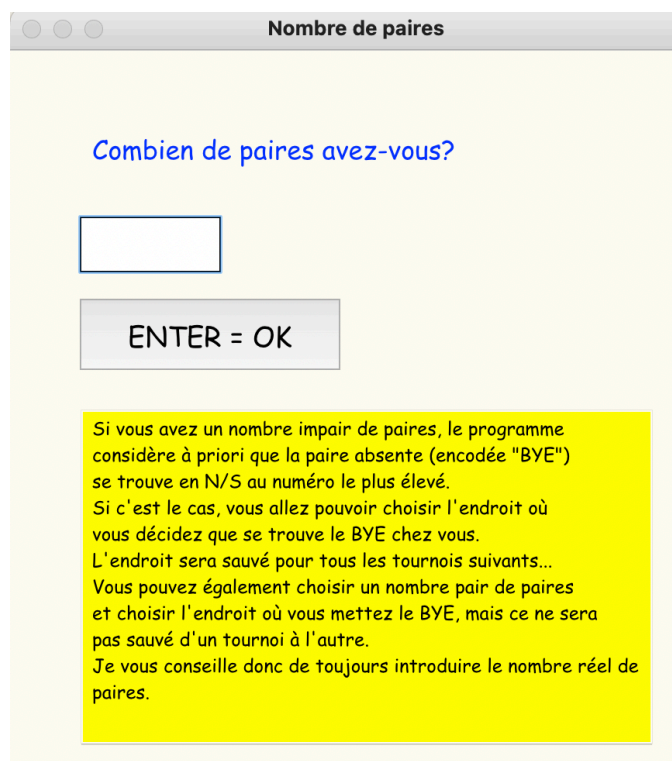 Nombre de paires
Combien de paires avez-vous?
ENTER = OK
Si vous avez un nombre impair de paires, le programme
considère à priori que la paire absente (encodée "BYE")
se trouve en N/S au numéro le plus élevé.
Si c'est le cas, vous allez pouvoir choisir l'endroit où
vous décidez que se trouve le BYE chez vous.
L'endroit sera sauvé pour tous les tournois suivants...
Vous pouvez également choisir un nombre pair de paires
et choisir l'endroit où vous mettez le BYE, mais ce ne sera
pas sauvé d'un tournoi à l'autre.
Je vous conseille donc de toujours introduire le nombre réel de
paires.